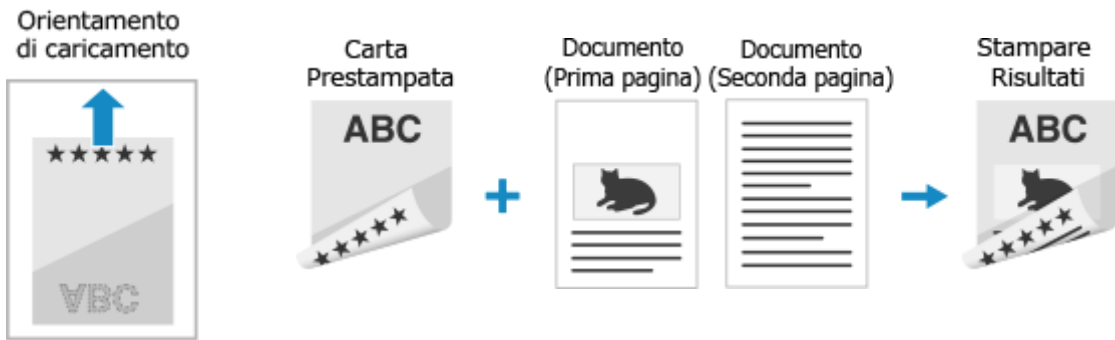 Orientamento
di caricamento
★★★★★
ABC
Carta
Prestampata
ABC
★★★★★
Documento
(Prima pagina)
Documento
(Seconda pagina)
Stampare
Risultati
ABC
★★★★★